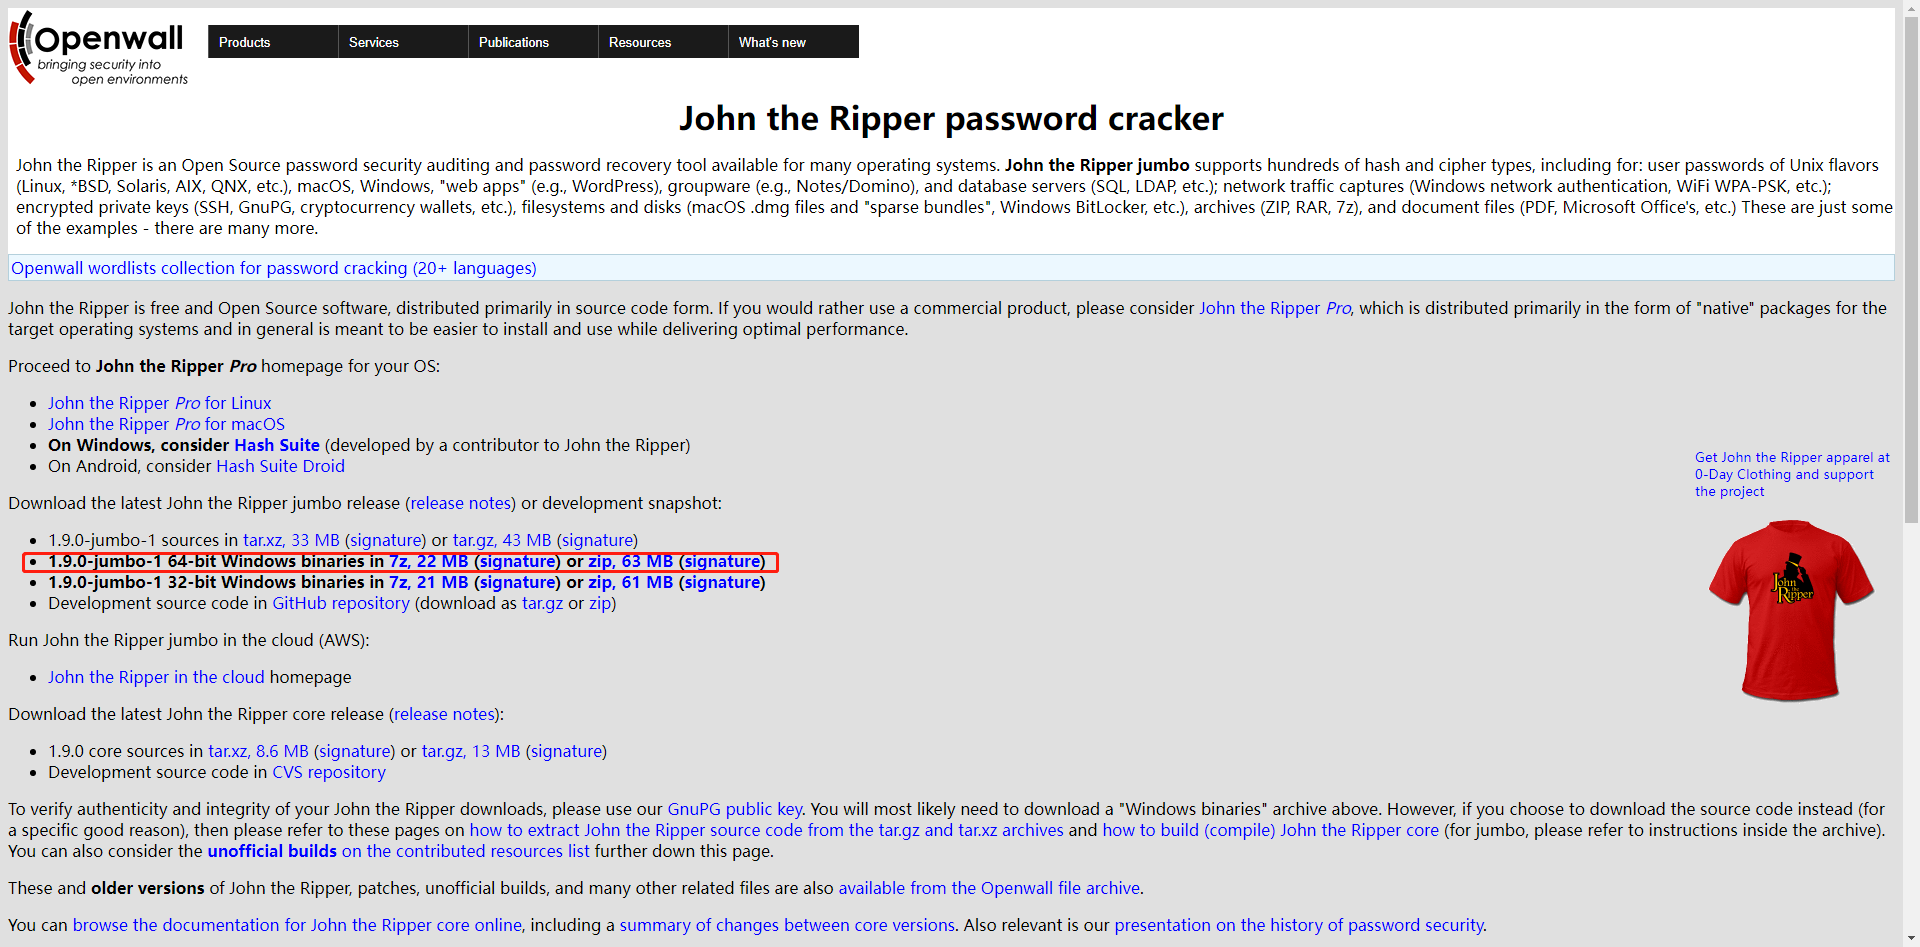 Openwall
bringing security into
open environments
Products
Services
Publications
Resources
What's new
John the Ripper password cracker
John the Ripper is an Open Source password security auditing and password recovery tool available for many operating systems. John the Ripper jumbo supports hundreds of hash and cipher types, including for: user passwords of Unix flavors
(Linux, *BSD, Solaris, AIX, QNX, etc.), macOS, Windows, "web apps" (e.g., WordPress), groupware (e.g., Notes/Domino), and database servers (SQL, LDAP, etc.); network traffic captures (Windows network authentication, WiFi WPA-PSK, etc.);
encrypted private keys (SSH, GnuPG, cryptocurrency wallets, etc.), filesystems and disks (macOS .dmg files and "sparse bundles", Windows BitLocker, etc.), archives (ZIP, RAR, 7z), and document files (PDF, Microsoft Office's, etc.) These are just some
of the examples - there are many more.
Openwall wordlists collection for password cracking (20+ languages)
John the Ripper is free and Open Source software, distributed primarily in source code form. If you would rather use a commercial product, please consider John the Ripper Pro, which is distributed primarily in the form of "native" packages for the
target operating systems and in general is meant to be easier to install and use while delivering optimal performance.
Proceed to John the Ripper Pro homepage for your OS:
John the Ripper Pro for Linux
John the Ripper Pro for macOS
On Windows, consider Hash Suite (developed by a contributor to John the Ripper)
On Android, consider Hash Suite Droid
Get John the Ripper apparel at
0-Day Clothing and support
the project
John
the
Ripper
Download the latest John the Ripper jumbo release (release notes) or development snapshot:
1.9.0-jumbo-1 sources in tar.xz, 33 MB (signature) or tar.gz, 43 MB (signature)
1.9.0-jumbo-1 64-bit Windows binaries in 7z, 22 MB (signature) or zip, 63 MB (signature)
1.9.0-jumbo-1 32-bit Windows binaries in 7z, 21 MB (signature) or zip, 61 MB (signature)
Development source code in GitHub repository (download as tar.gz or zip)
Run John the Ripper jumbo in the cloud (AWS):
John the Ripper in the cloud homepage
Download the latest John the Ripper core release (release notes):
1.9.0 core sources in tar.xz, 8.6 MB (signature) or tar.gz, 13 MB (signature)
Development source code in CVS repository
To verify authenticity and integrity of your John the Ripper downloads, please use our GnuPG public key. You will most likely need to download a "Windows binaries" archive above. However, if you choose to download the source code instead (for
a specific good reason), then please refer to these pages on how to extract John the Ripper source code from the tar.gz and tar.xz archives and how to build (compile) John the Ripper core (for jumbo, please refer to instructions inside the archive).
You can also consider the unofficial builds on the contributed resources list further down this page.
These and older versions of John the Ripper, patches, unofficial builds, and many other related files are also available from the Openwall file archive.
You can browse the documentation for John the Ripper core online, including a summary of changes between core versions. Also relevant is our presentation on the history of password security.